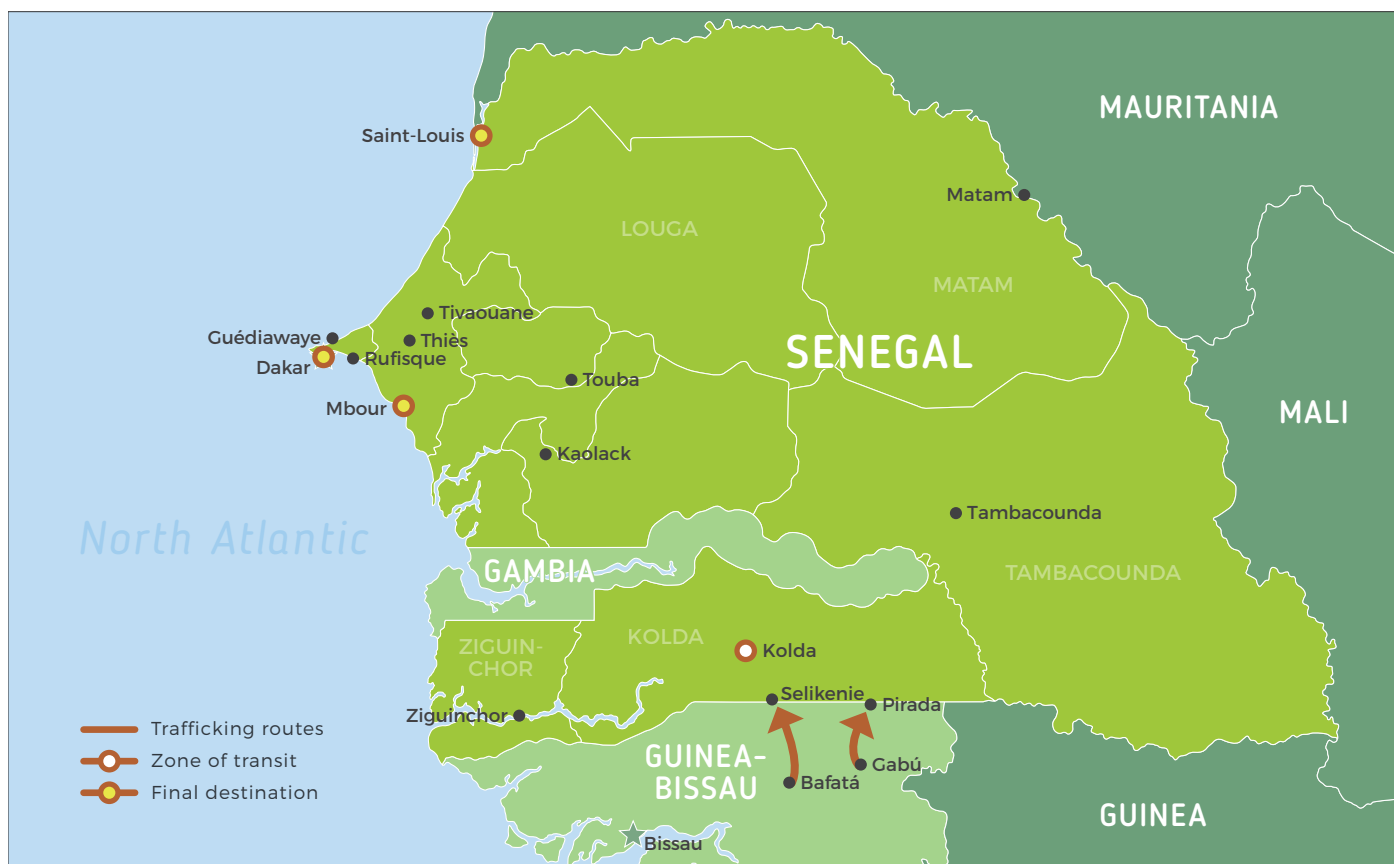 MAURITANIA
Saint-Louis
Matam
LOUGA
MATAM
Tivaouane
Guédiawaye
Thiès
SENEGAL
Rufisque
Dakar
Touba
Mbour
MALI
Kaolack
Tambacounda
North Atlantic
GAMBIA
TAMBACOUNDA
KOLDA
ZIGUIN-
CHOR
Kolda
Selikenie
Pirada
Ziguinchor
Trafficking routes
Zone of transit
Final destination
GUINEA-
BISSAU
Gabú
Bafatá
GUINEA
Bissau